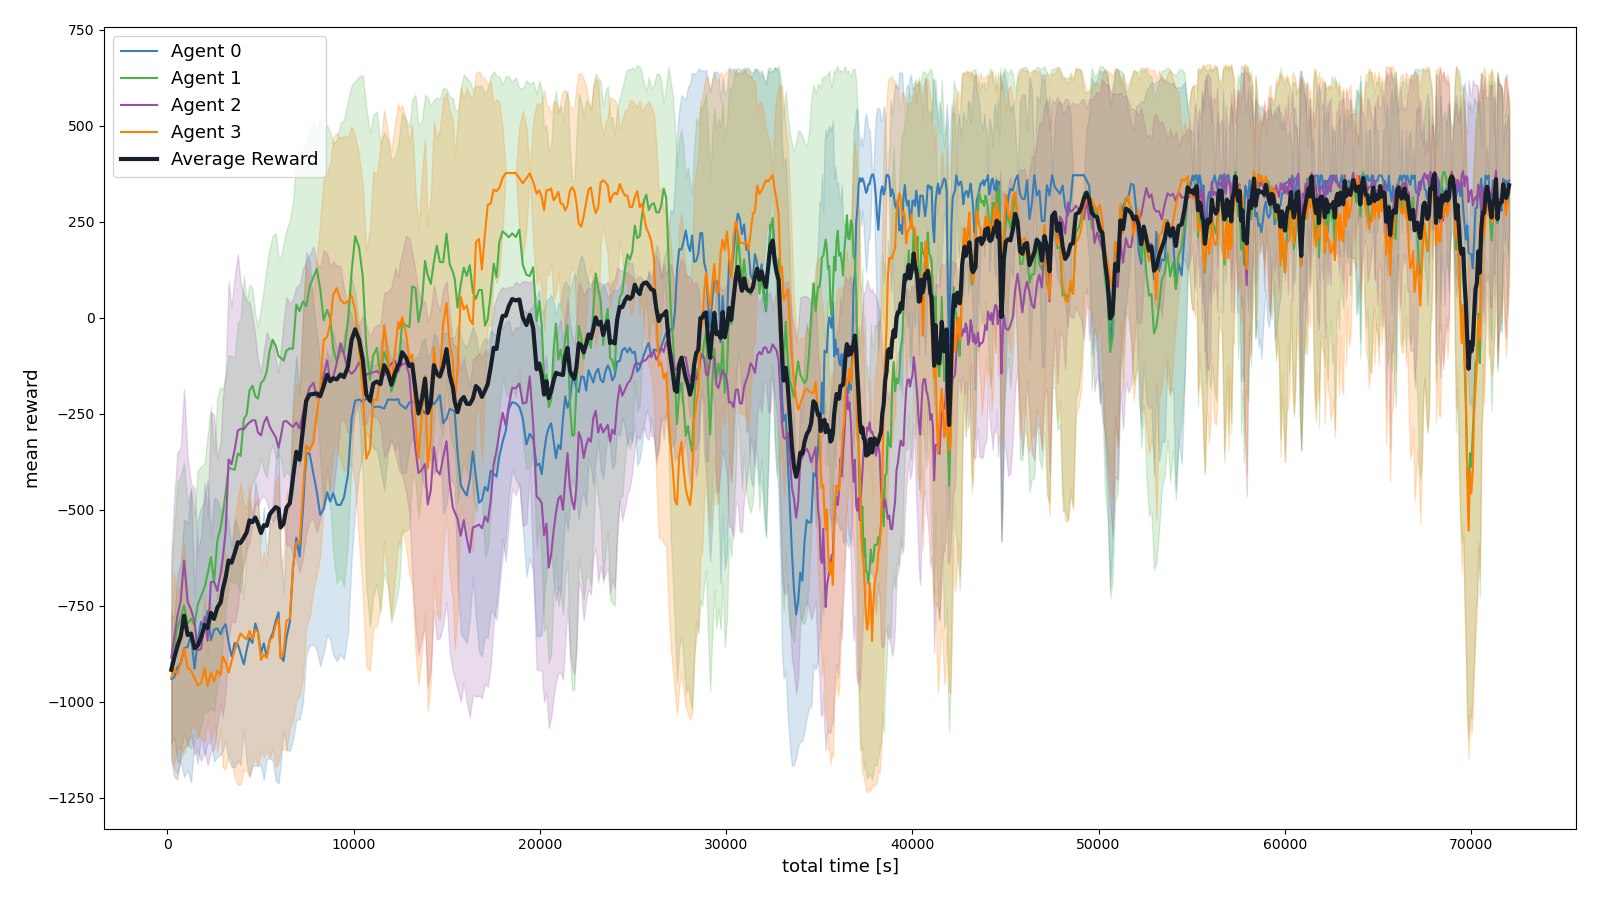 750
500
250
0
−250
−500
−750
−1000
−1250
mean reward
Agent 0
Agent 1
Agent 2
Agent 3
Average Reward
0
10000
20000
30000
40000
50000
60000
70000
total time [s]